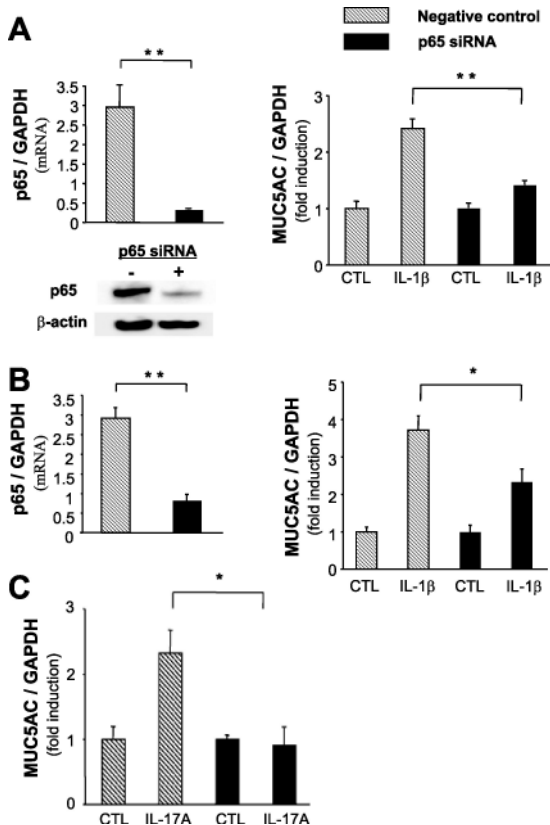 A
Negative control
p65 siRNA
p65 / GAPDH
(mRNA)
3.5
3
2.5
2
1.5
1
0.5
0
**
p65 siRNA
- +
p65
β-actin
MUC5AC / GAPDH
(fold induction)
3
2
1
0
**
CTL IL-1β CTL IL-1β
B
p65 / GAPDH
(mRNA)
3.5
3
2.5
2
1.5
1
0.5
0
**
MUC5AC / GAPDH
(fold induction)
5
4
3
2
1
0
*
CTL IL-1β CTL IL-1β
C
MUC5AC / GAPDH
(fold induction)
3
2
1
0
*
CTL IL-17A CTL IL-17A